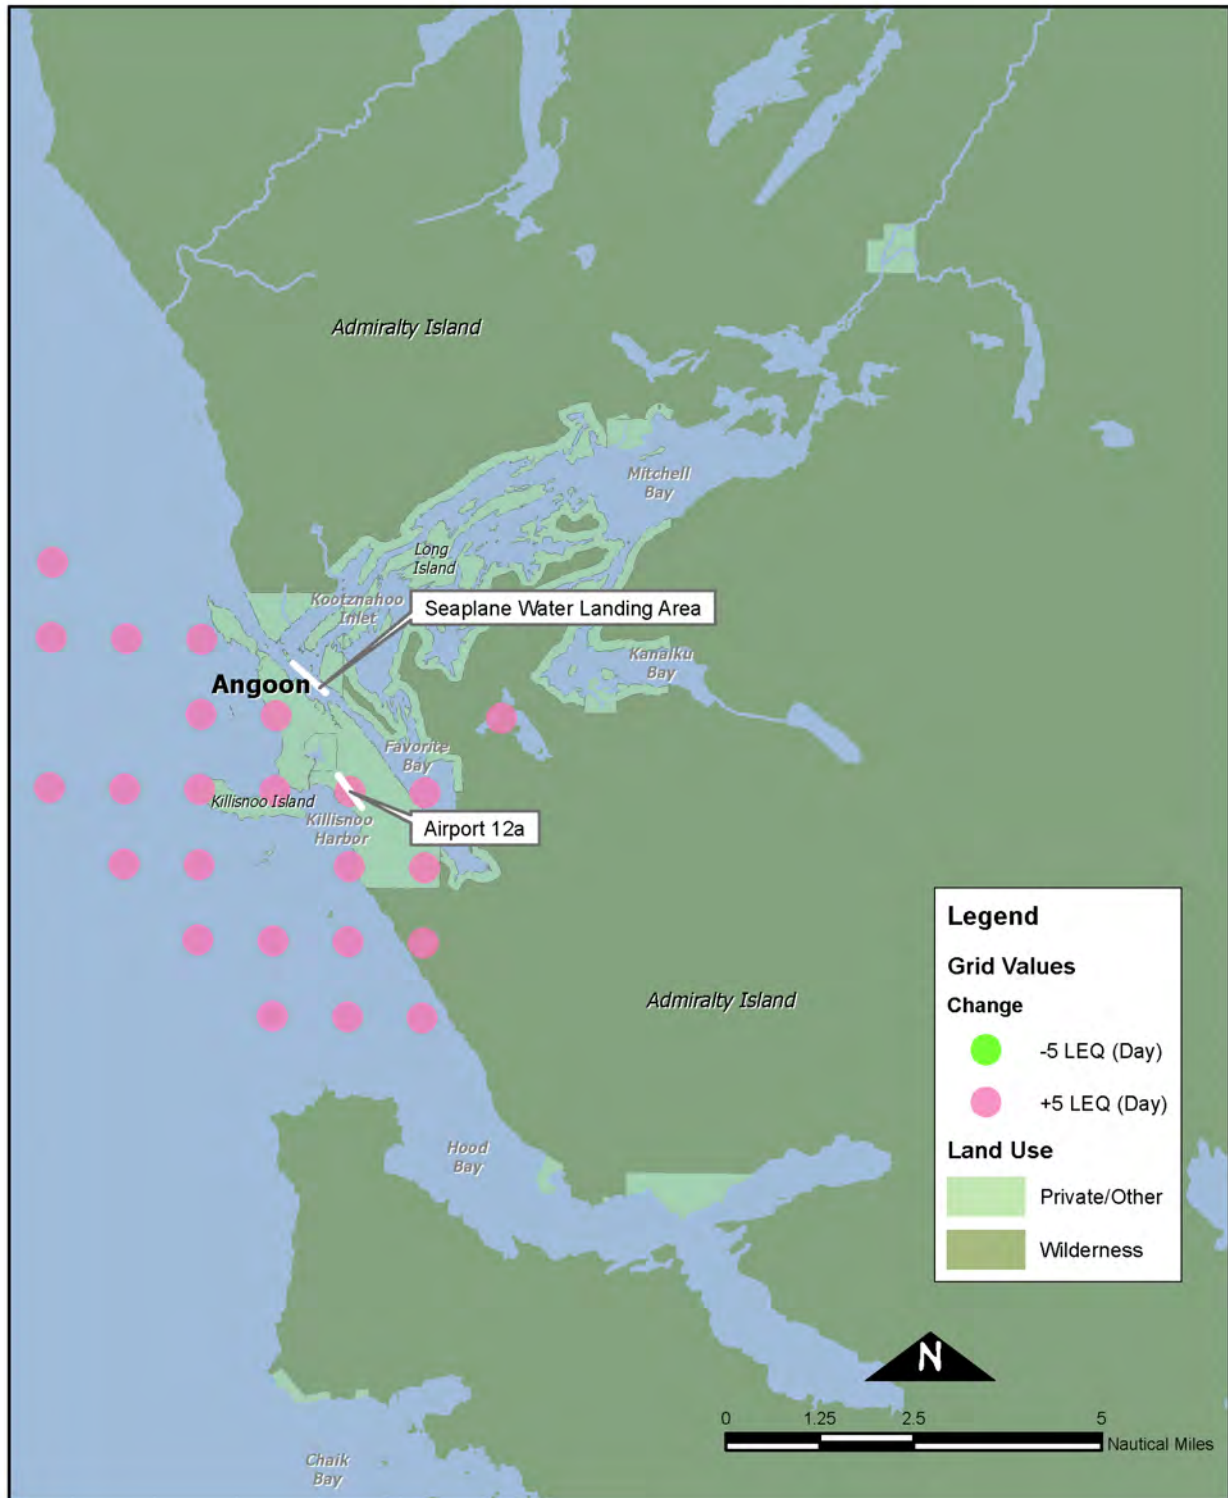 Admiralty Island
Mitchell
Bay
Long
Island
Kootznahoo
Inlet
Seaplane Water Landing Area
Kanalku
Bay
Angoon
Favorite
Bay
Killisnoo Island
Killisnoo
Harbor
Airport 12a
Legend
Grid Values
Change
-5 LEQ (Day)
+5 LEQ (Day)
Land Use
Private/Other
Wilderness
Admiralty Island
Hood
Bay
N
0 1.25 2.5 5
Nautical Miles
Chaik
Bay